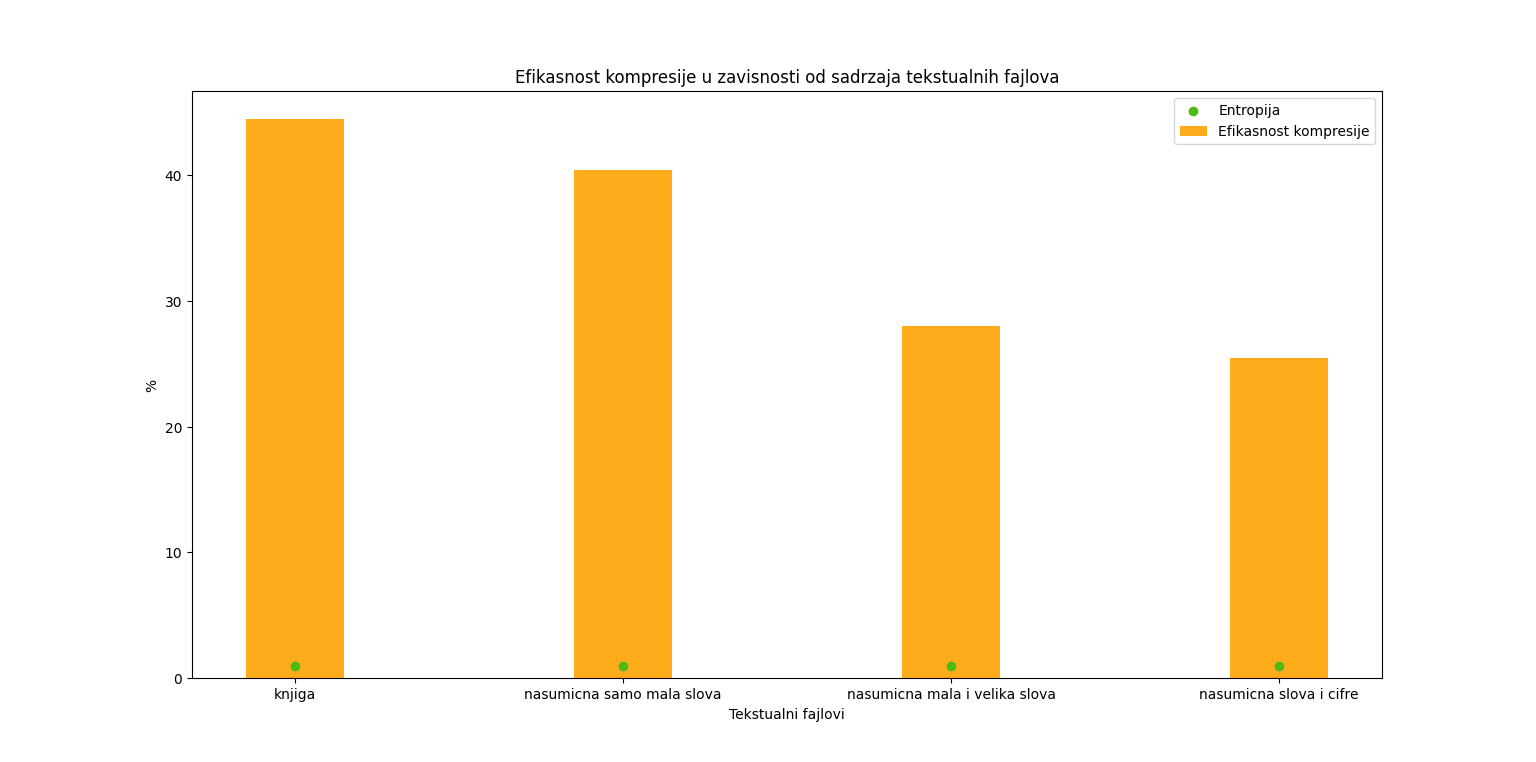 Efikasnost kompresije u zavisnosti od sadrzaja tekstualnih fajlova
Entropija
Efikasnost kompresije
40
30
20
10
0
%
knjiga
nasumicna samo mala slova
nasumicna mala i velika slova
nasumicna slova i cifre
Tekstualni fajlovi